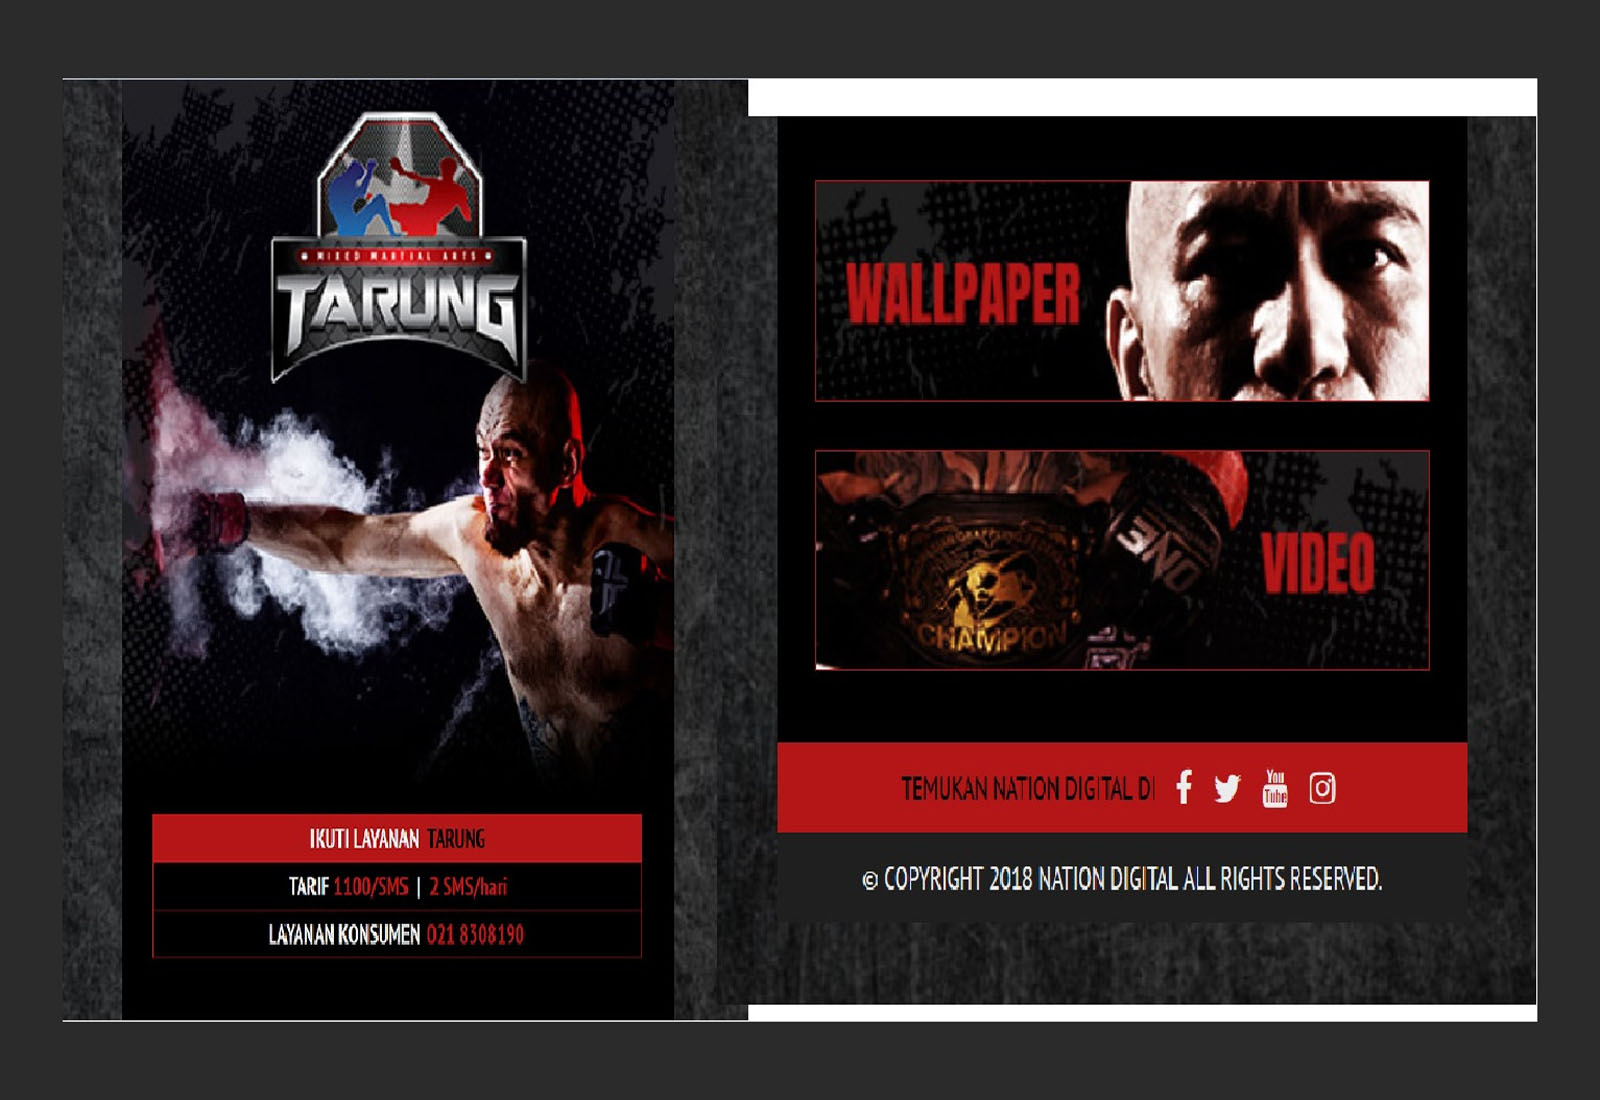 MIXED MARTIAL ARTS
TARUNG
IKUTI LAYANAN TARUNG
TARIF 1100/SMS | 2 SMS/hari
LAYANAN KONSUMEN 021 8308190
WALLPAPER
ONE
CHAMPION
VIDEO
TEMUKAN NATION DIGITAL DI
You
Tube
© COPYRIGHT 2018 NATION DIGITAL ALL RIGHTS RESERVED.